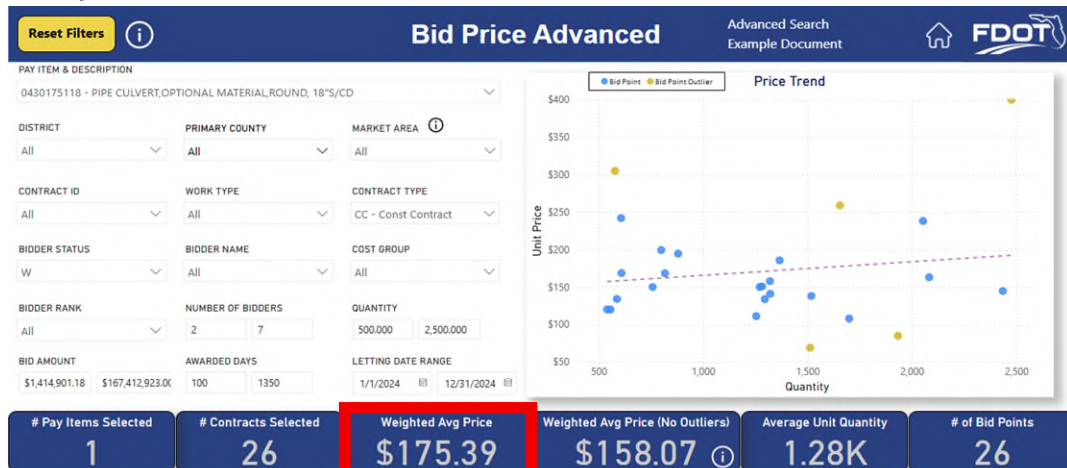 Reset Filters
i
Bid Price Advanced
Advanced Search
Example Document
FDOT
PAY ITEM & DESCRIPTION
0430175118 - PIPE CULVERT,OPTIONAL MATERIAL,ROUND, 18"S/CD
DISTRICT
PRIMARY COUNTY
MARKET AREA i
All
All
All
CONTRACT ID
WORK TYPE
CONTRACT TYPE
All
All
CC - Const Contract
BIDDER STATUS
BIDDER NAME
COST GROUP
W
All
All
BIDDER RANK
NUMBER OF BIDDERS
QUANTITY
All
2
7
500.000
2,500.000
BID AMOUNT
AWARDED DAYS
LETTING DATE RANGE
$1,414,901.18
$167,412,923.00
100
1350
1/1/2024
12/31/2024
Bid Point
Bid Point Outlier
Price Trend
$400
$350
$300
$250
$200
$150
$100
$50
Unit Price
500
1,000
1,500
2,000
2,500
Quantity
# Pay Items Selected
1
# Contracts Selected
26
Weighted Avg Price
$175.39
Weighted Avg Price (No Outliers)
$158.07 i
Average Unit Quantity
1.28K
# of Bid Points
26